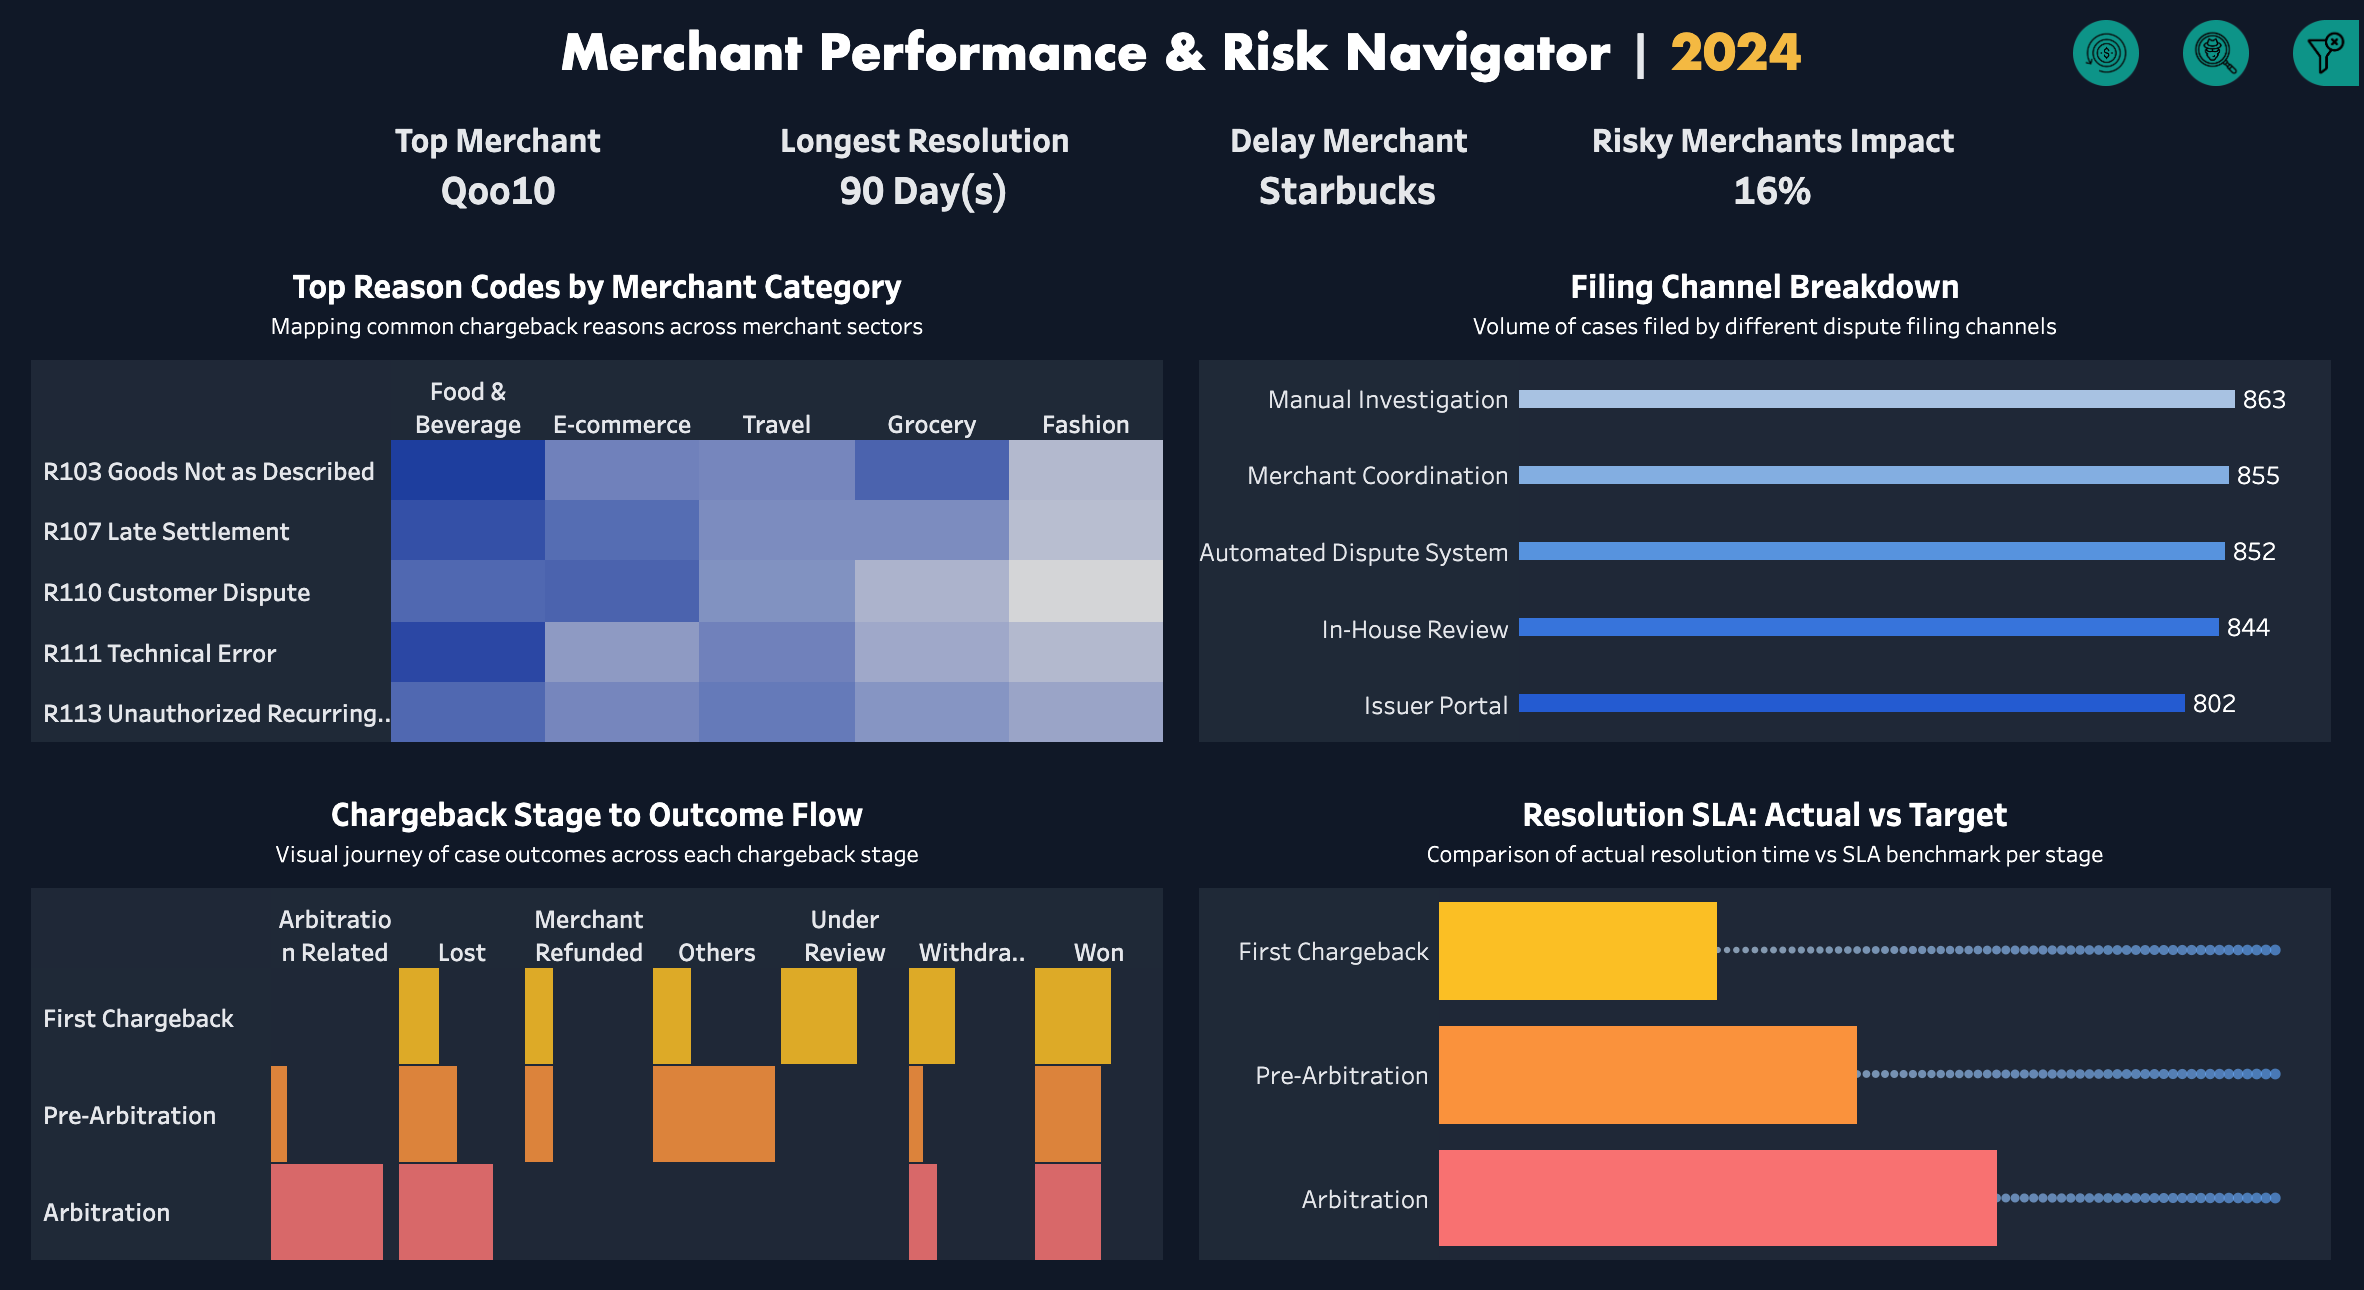 Merchant Performance & Risk Navigator | 2024
Top Merchant
Qoo10
Longest Resolution
90 Day(s)
Delay Merchant
Starbucks
Risky Merchants Impact
16%
Top Reason Codes by Merchant Category
Mapping common chargeback reasons across merchant sectors
Food &
Beverage
E-commerce
Travel
Grocery
Fashion
R103 Goods Not as Described
R107 Late Settlement
R110 Customer Dispute
R111 Technical Error
R113 Unauthorized Recurring..
Filing Channel Breakdown
Volume of cases filed by different dispute filing channels
Manual Investigation 863
Merchant Coordination 855
Automated Dispute System 852
In-House Review 844
Issuer Portal 802
Chargeback Stage to Outcome Flow
Visual journey of case outcomes across each chargeback stage
Arbitratio
n Related
Lost
Merchant
Refunded
Others
Under
Review
Withdra..
Won
First Chargeback
Pre-Arbitration
Arbitration
Resolution SLA: Actual vs Target
Comparison of actual resolution time vs SLA benchmark per stage
First Chargeback
Pre-Arbitration
Arbitration